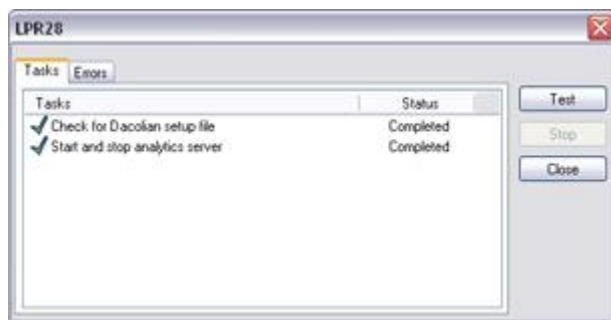 LPR28
Tasks Errors
Tasks Status Test
Check for Dacolian setup file Completed
Start and stop analytics server Completed
Stop
Close